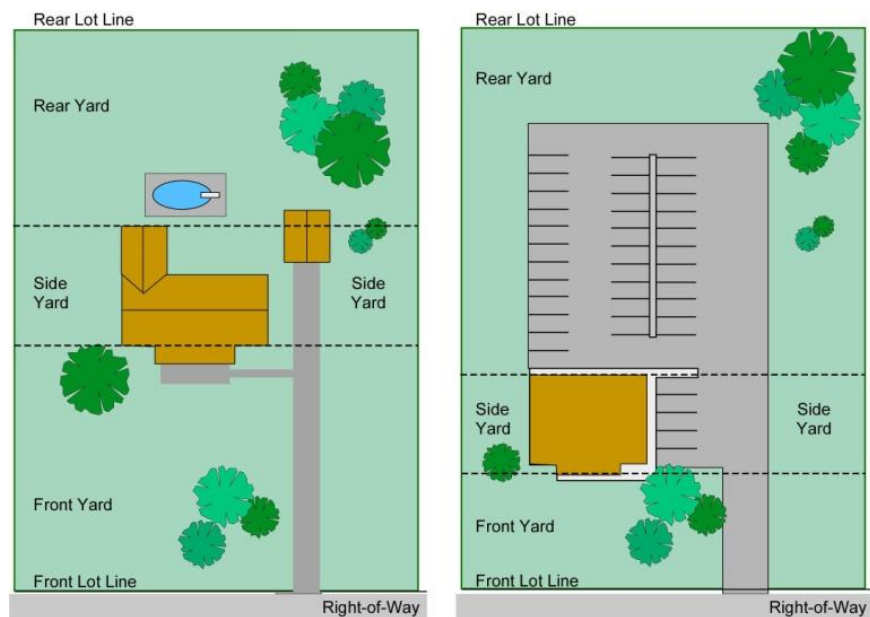 Rear Lot Line
Rear Yard
Side
Yard
Side
Yard
Front Yard
Front Lot Line
Right-of-Way
Rear Lot Line
Rear Yard
Side
Yard
Side
Yard
Front Yard
Front Lot Line
Right-of-Way